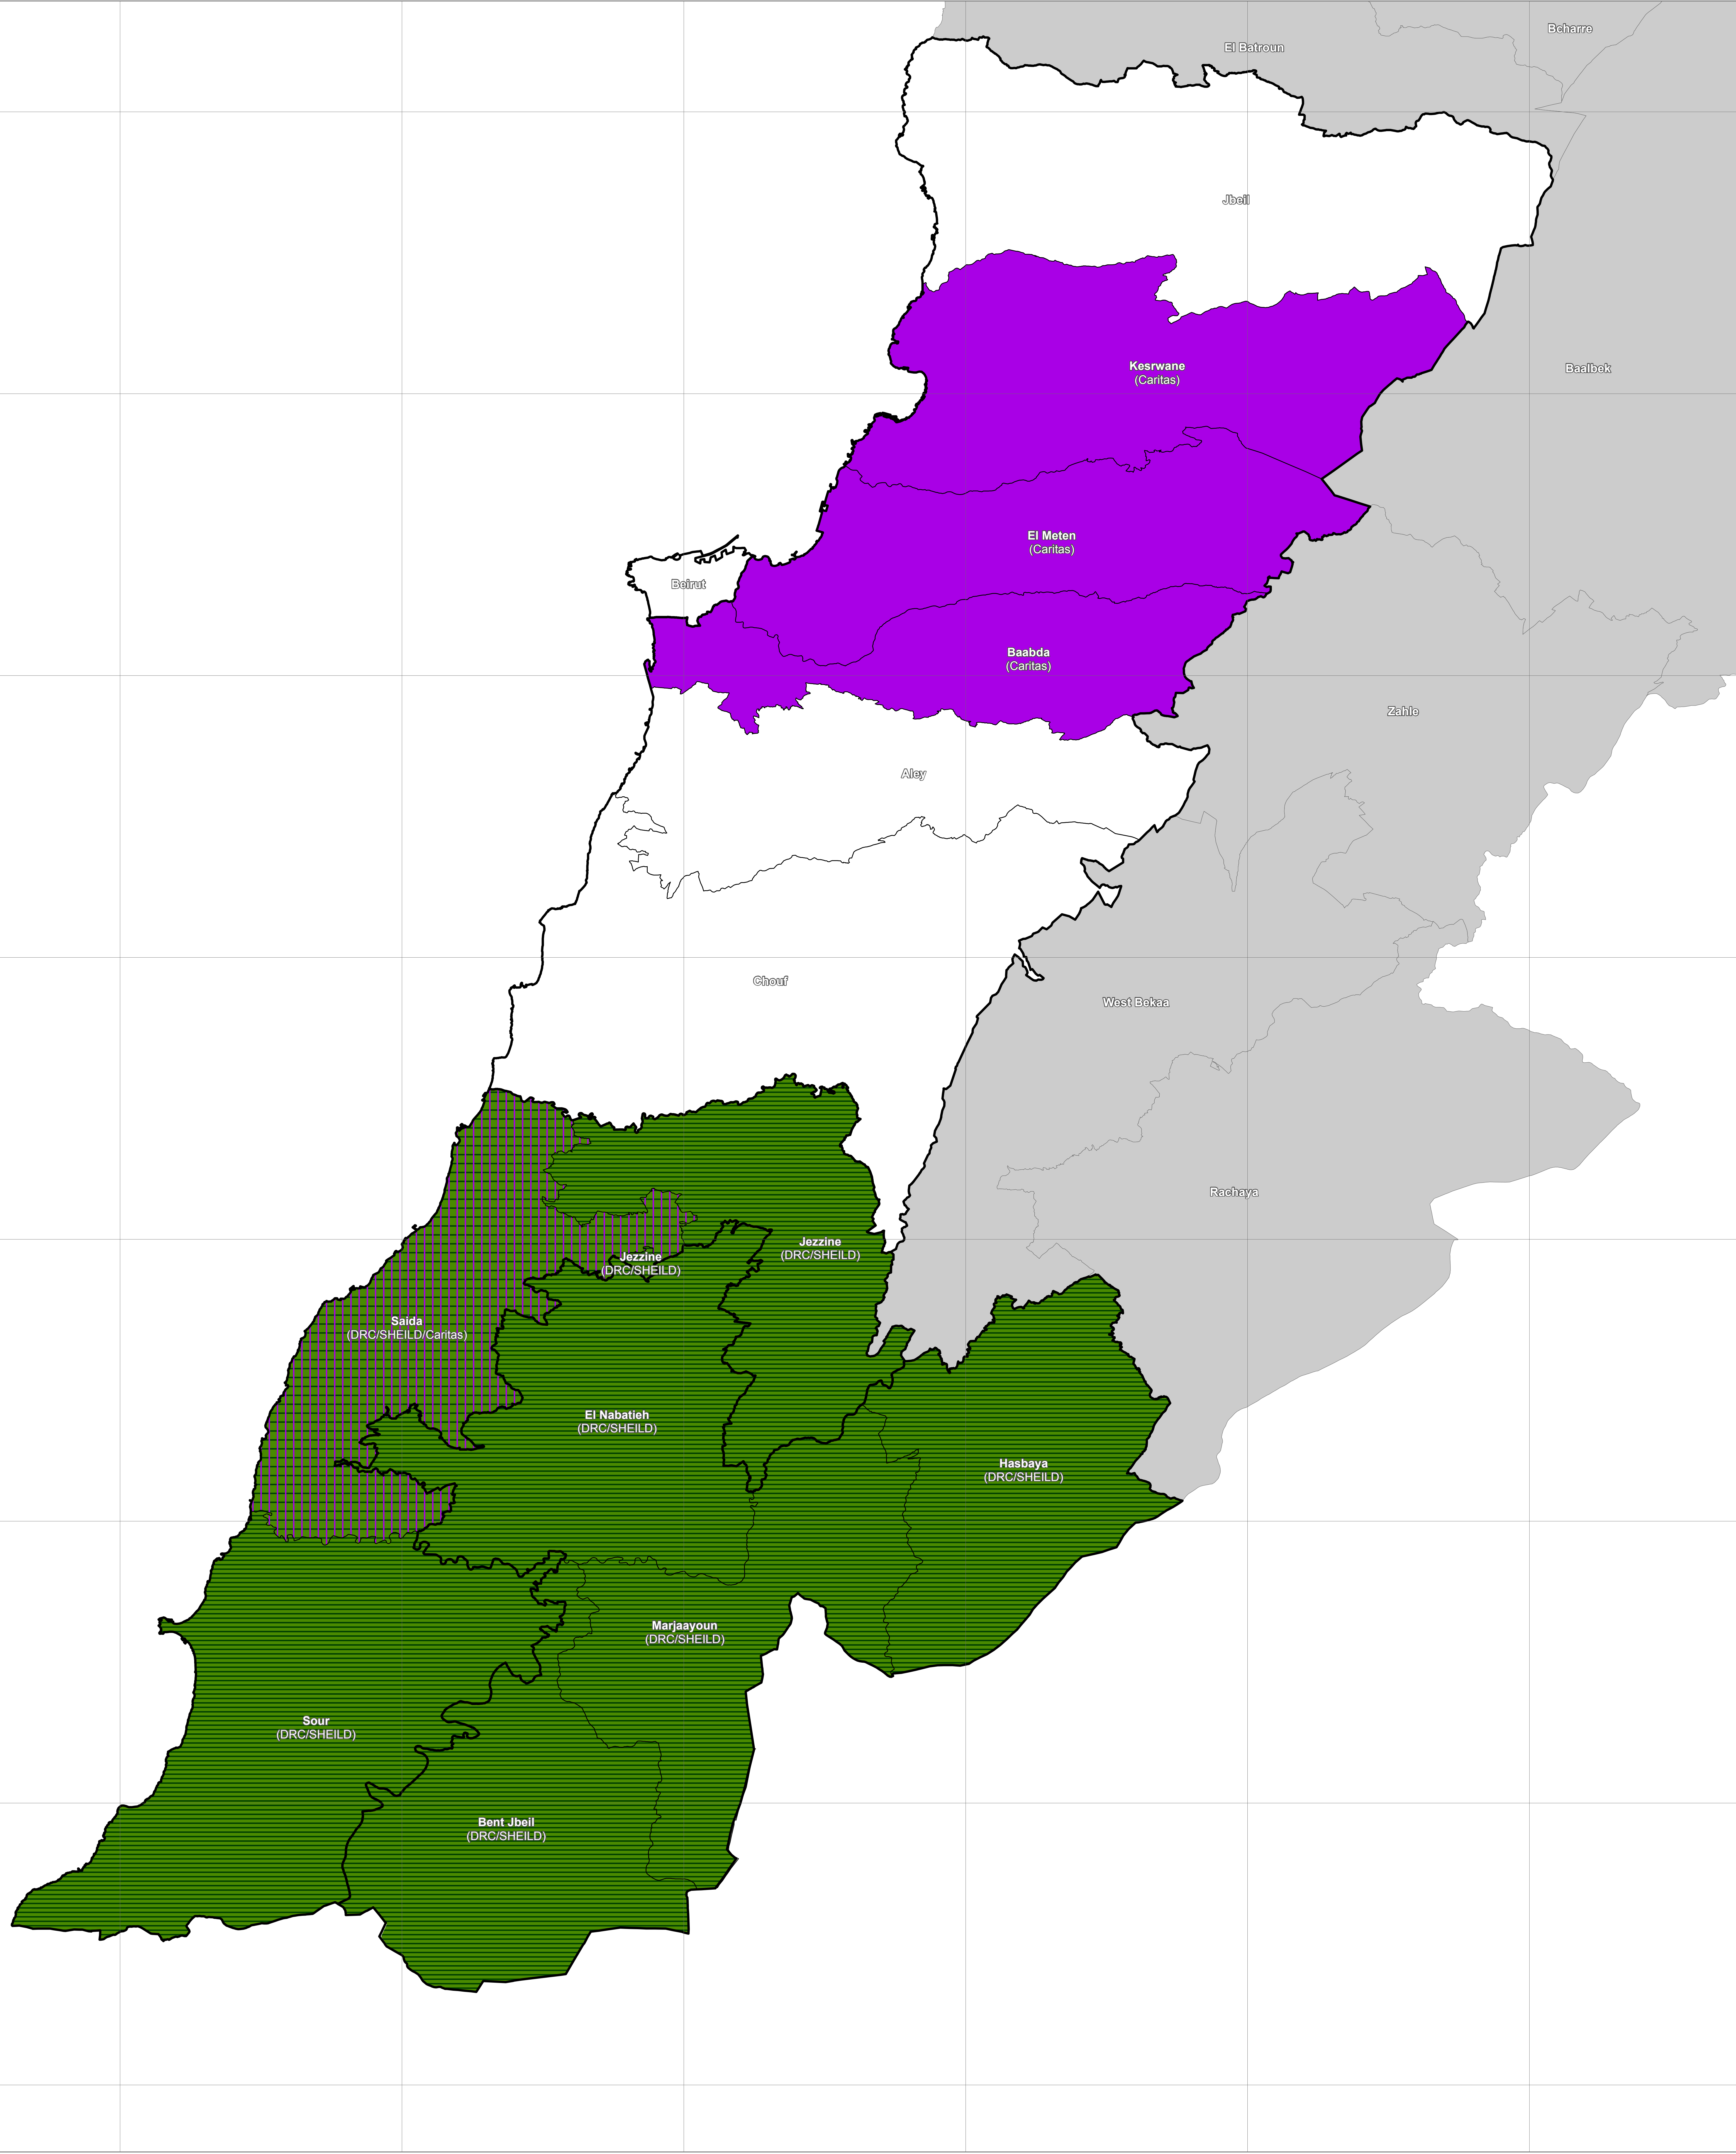 Bcharre
El Batroun
Jbeil
Baalbek
Kesrwane
(Caritas)
El Meten
(Caritas)
Beirut
Baabda
(Caritas)
Zahle
Aley
Chouf
West Bekaa
Rachaya
Jezzine
(DRC/SHEILD)
Jezzine
(DRC/SHEILD)
Saida
(DRC/SHEILD/Caritas)
El Nabatieh
(DRC/SHEILD)
Hasbaya
(DRC/SHEILD)
Marjaayoun
(DRC/SHEILD)
Sour
(DRC/SHEILD)
Bent Jbeil
(DRC/SHEILD)